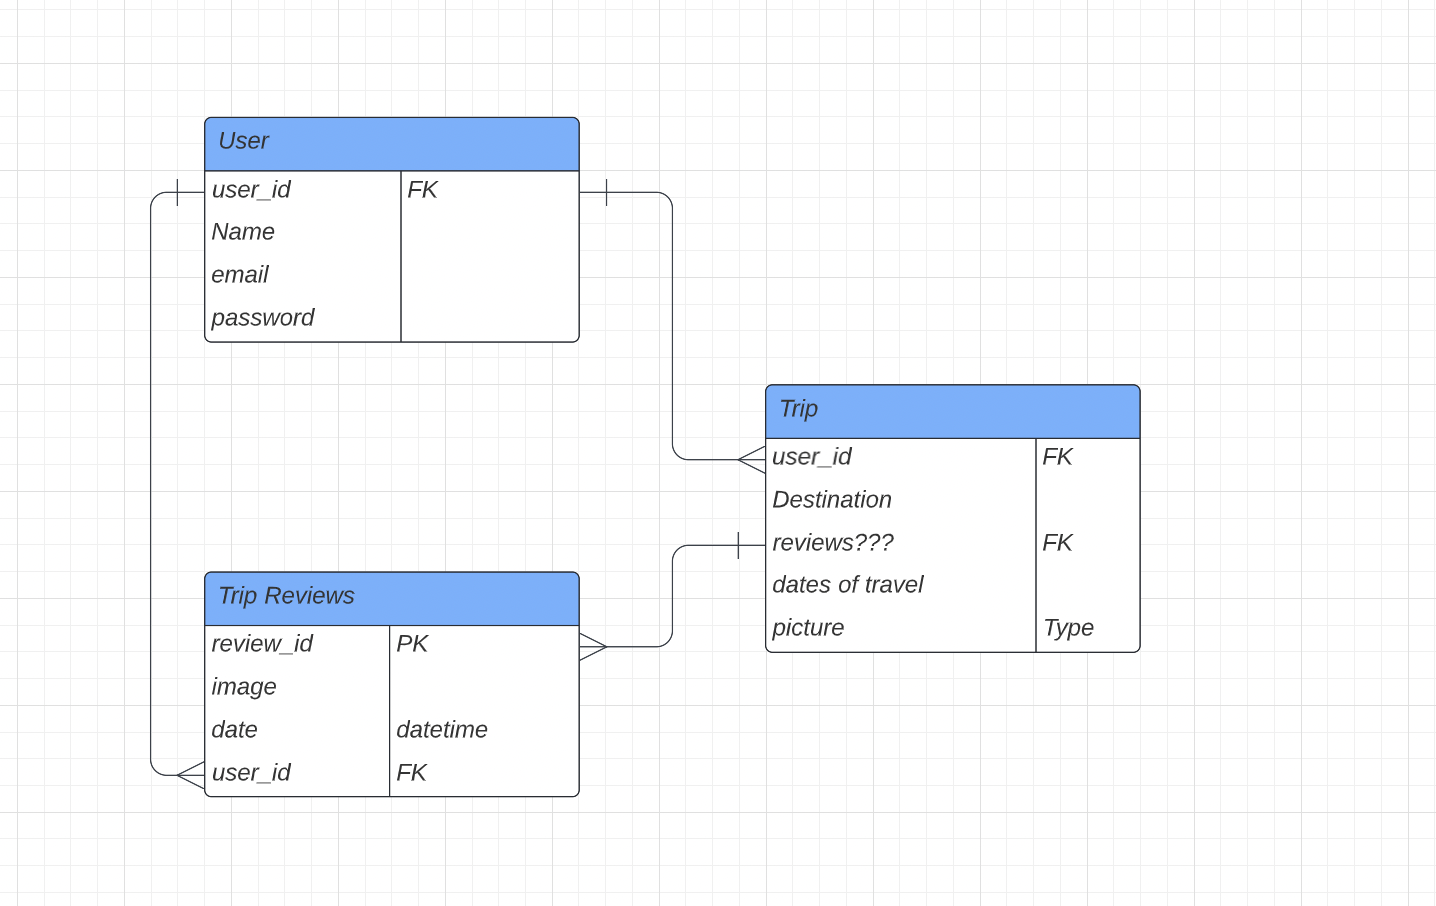 User
user_id FK
Name
email
password
Trip
user_id FK
Destination
reviews??? FK
dates of travel
picture Type
Trip Reviews
review_id PK
image
date datetime
user_id FK